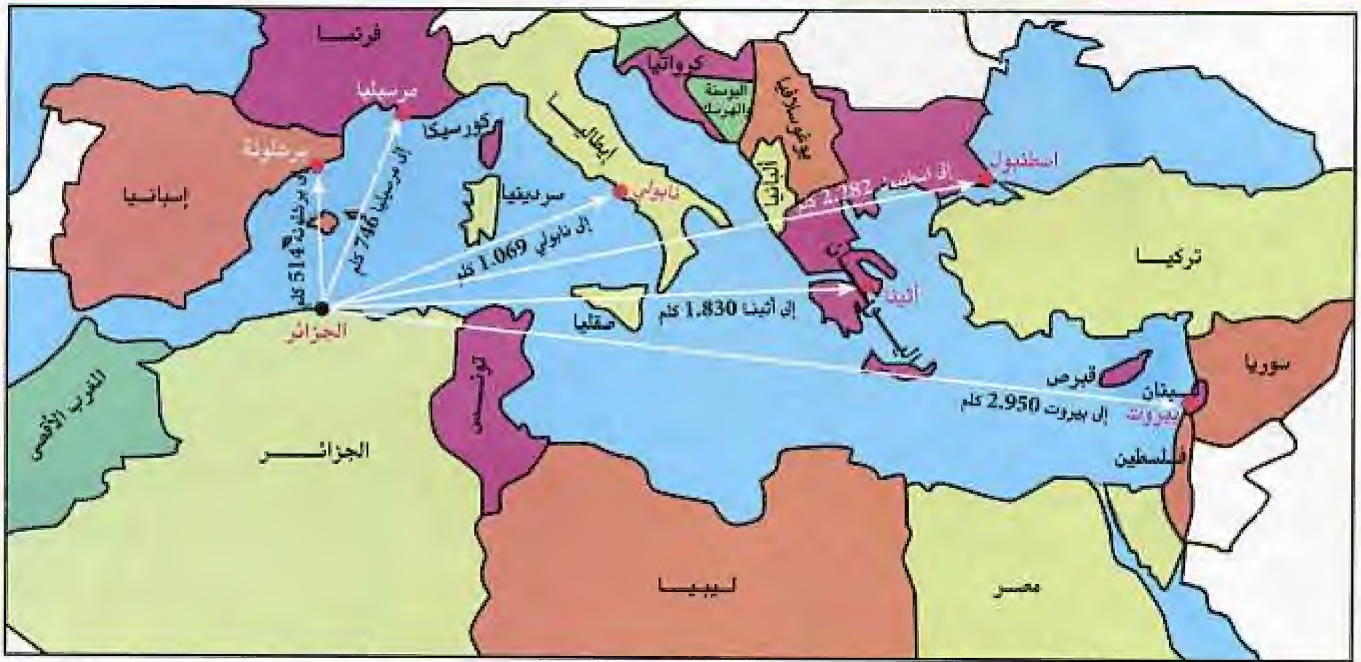 فرنسا
كرواتيا
البوسنة
والهرسك
يوغوسلافيا
مرسيليا
كورسيكا
إيطاليا
برشلونة
ألبانيا
اسطنبول
إسبانيا
سردينيا
نابولي
إلى برشلونة 514 كلم
إلى مرسيليا 746 كلم
إلى نابولي 1.069 كلم
إلى اسطنبول 2.282 كلم
تركيا
أثينا
إلى أثينا 1.830 كلم
صقليا
الجزائر
تونس
قبرص
سوريا
لبنان
بيروت
إلى بيروت 2.950 كلم
المغرب الأقصى
الجزائر
فلسطين
ليبيا
مصر